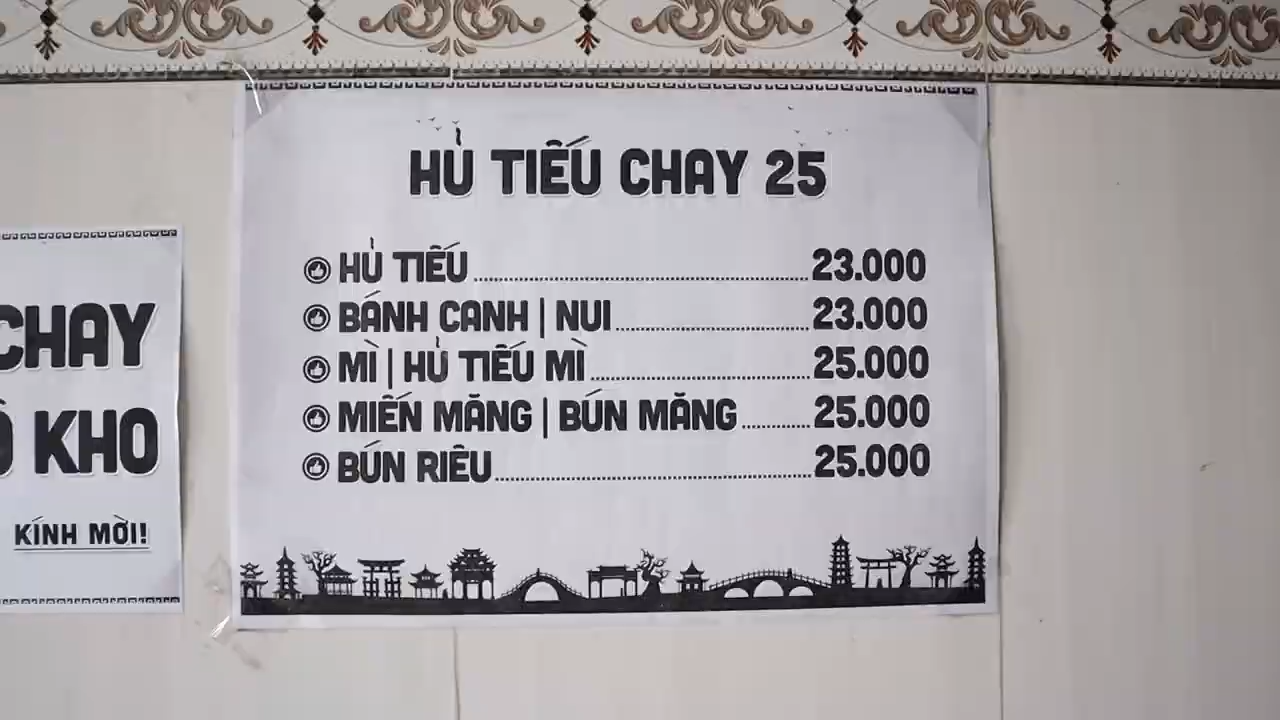 HỦ TIẾU CHAY 25
HỦ TIẾU 23.000
BÁNH CANH | NUI 23.000
MÌ | HỦ TIẾU MÌ 25.000
MIẾN MĂNG | BÚN MĂNG 25.000
BÚN RIÊU 25.000
CHAY
KHO
KÍNH MỜI!